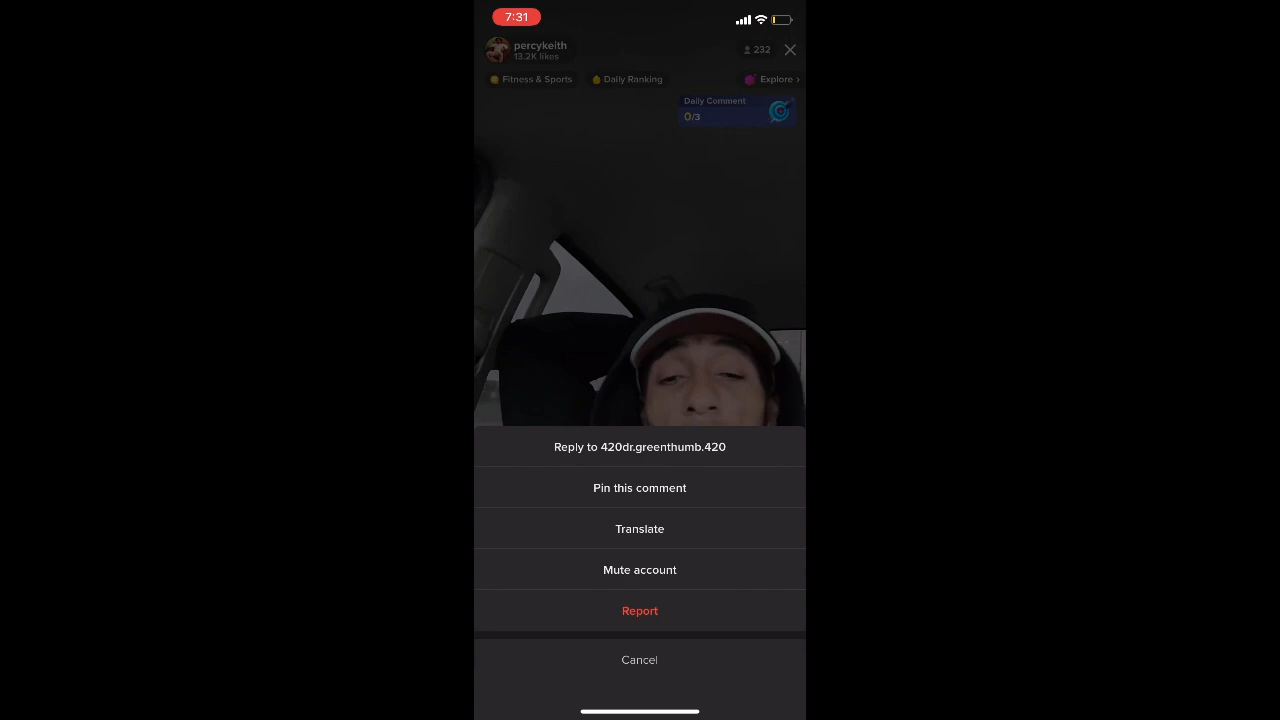 7:31
percykeith
13.2K likes
232
Fitness & Sports
Daily Ranking
Explore ›
Daily Comment
0/3
Reply to 420dr.greenthumb.420
Pin this comment
Translate
Mute account
Report
Cancel